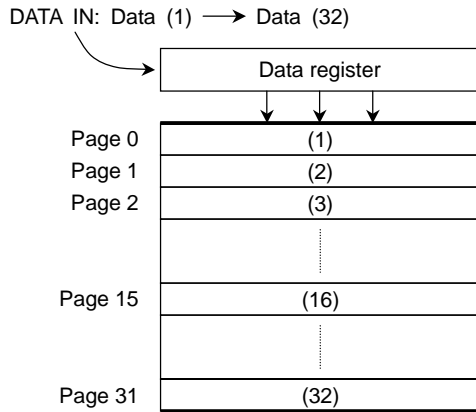 DATA IN: Data (1) → Data (32)
Data register
Page 0 (1)
Page 1 (2)
Page 2 (3)
Page 15 (16)
Page 31 (32)